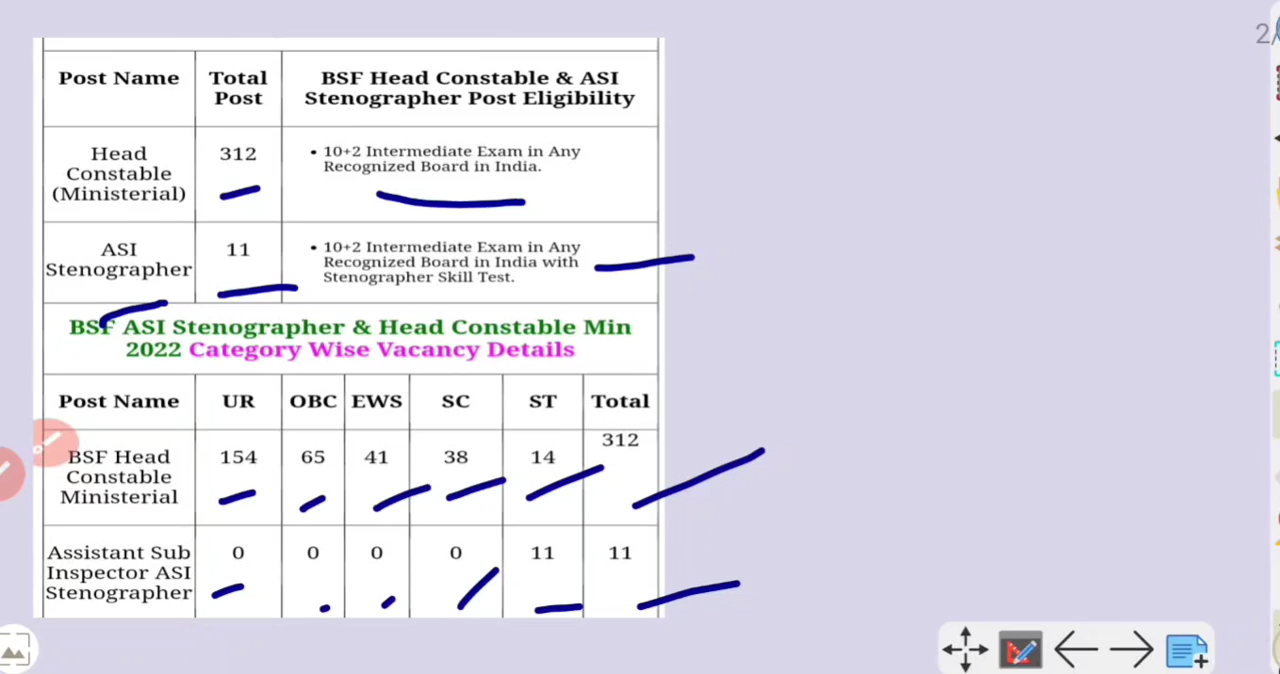 2/
Post Name
Total
Post
BSF Head Constable & ASI
Stenographer Post Eligibility
Head
Constable
(Ministerial)
312
• 10+2 Intermediate Exam in Any
Recognized Board in India.
ASI
Stenographer
11
• 10+2 Intermediate Exam in Any
Recognized Board in India with
Stenographer Skill Test.
BSF ASI Stenographer & Head Constable Min
2022 Category Wise Vacancy Details
Post Name UR OBC EWS SC ST Total
BSF Head
Constable
Ministerial
154 65 41 38 14 312
Assistant Sub
Inspector ASI
Stenographer
0 0 0 0 11 11